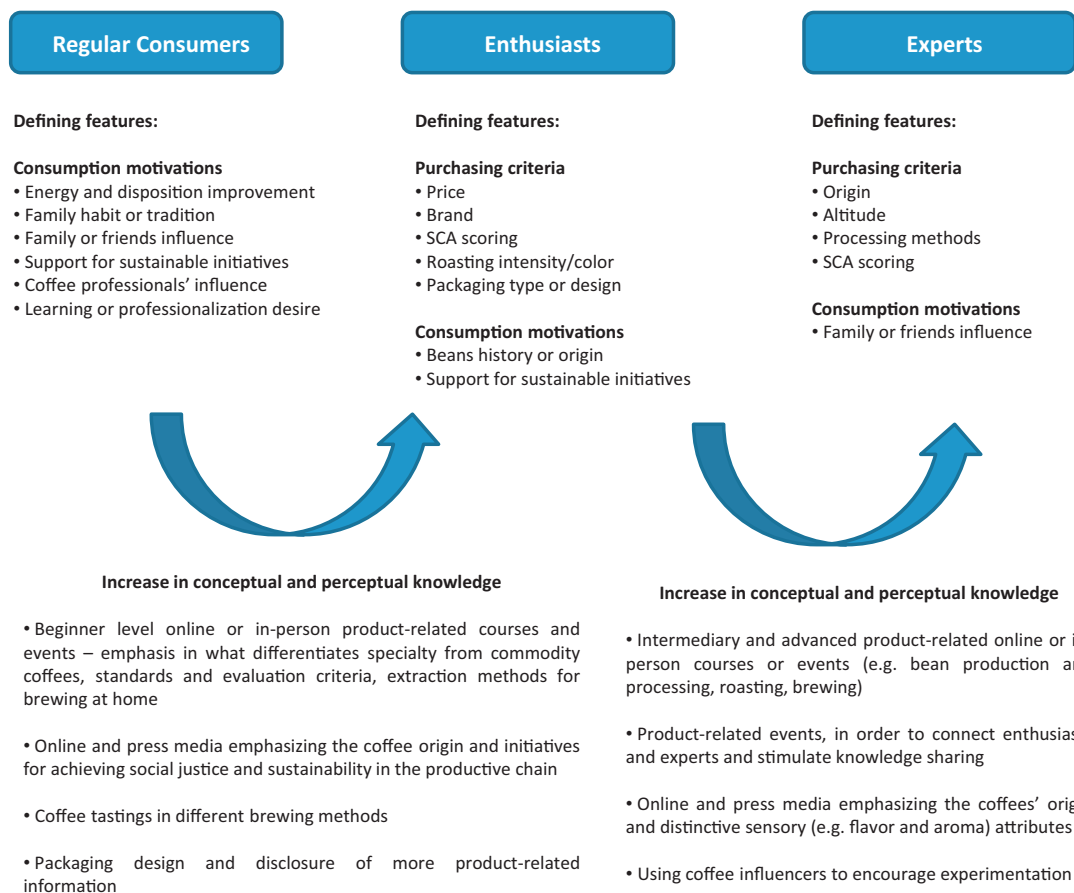 Regular Consumers
Enthusiasts
Experts
Defining features:
Consumption motivations
• Energy and disposition improvement
• Family habit or tradition
• Family or friends influence
• Support for sustainable initiatives
• Coffee professionals' influence
• Learning or professionalization desire
Defining features:
Purchasing criteria
• Price
• Brand
• SCA scoring
• Roasting intensity/color
• Packaging type or design
Consumption motivations
• Beans history or origin
• Support for sustainable initiatives
Defining features:
Purchasing criteria
• Origin
• Altitude
• Processing methods
• SCA scoring
Consumption motivations
• Family or friends influence
Increase in conceptual and perceptual knowledge
• Beginner level online or in-person product-related courses and
events – emphasis in what differentiates specialty from commodity
coffees, standards and evaluation criteria, extraction methods for
brewing at home
• Online and press media emphasizing the coffee origin and initiatives
for achieving social justice and sustainability in the productive chain
• Coffee tastings in different brewing methods
• Packaging design and disclosure of more product-related
information
Increase in conceptual and perceptual knowledge
• Intermediary and advanced product-related online or
person courses or events (e.g. bean production
processing, roasting, brewing)
• Product-related events, in order to connect
and experts and stimulate knowledge sharing
• Online and press media emphasizing the coffees'
and distinctive sensory (e.g. flavor and aroma) attributes
• Using coffee influencers to encourage experimentation